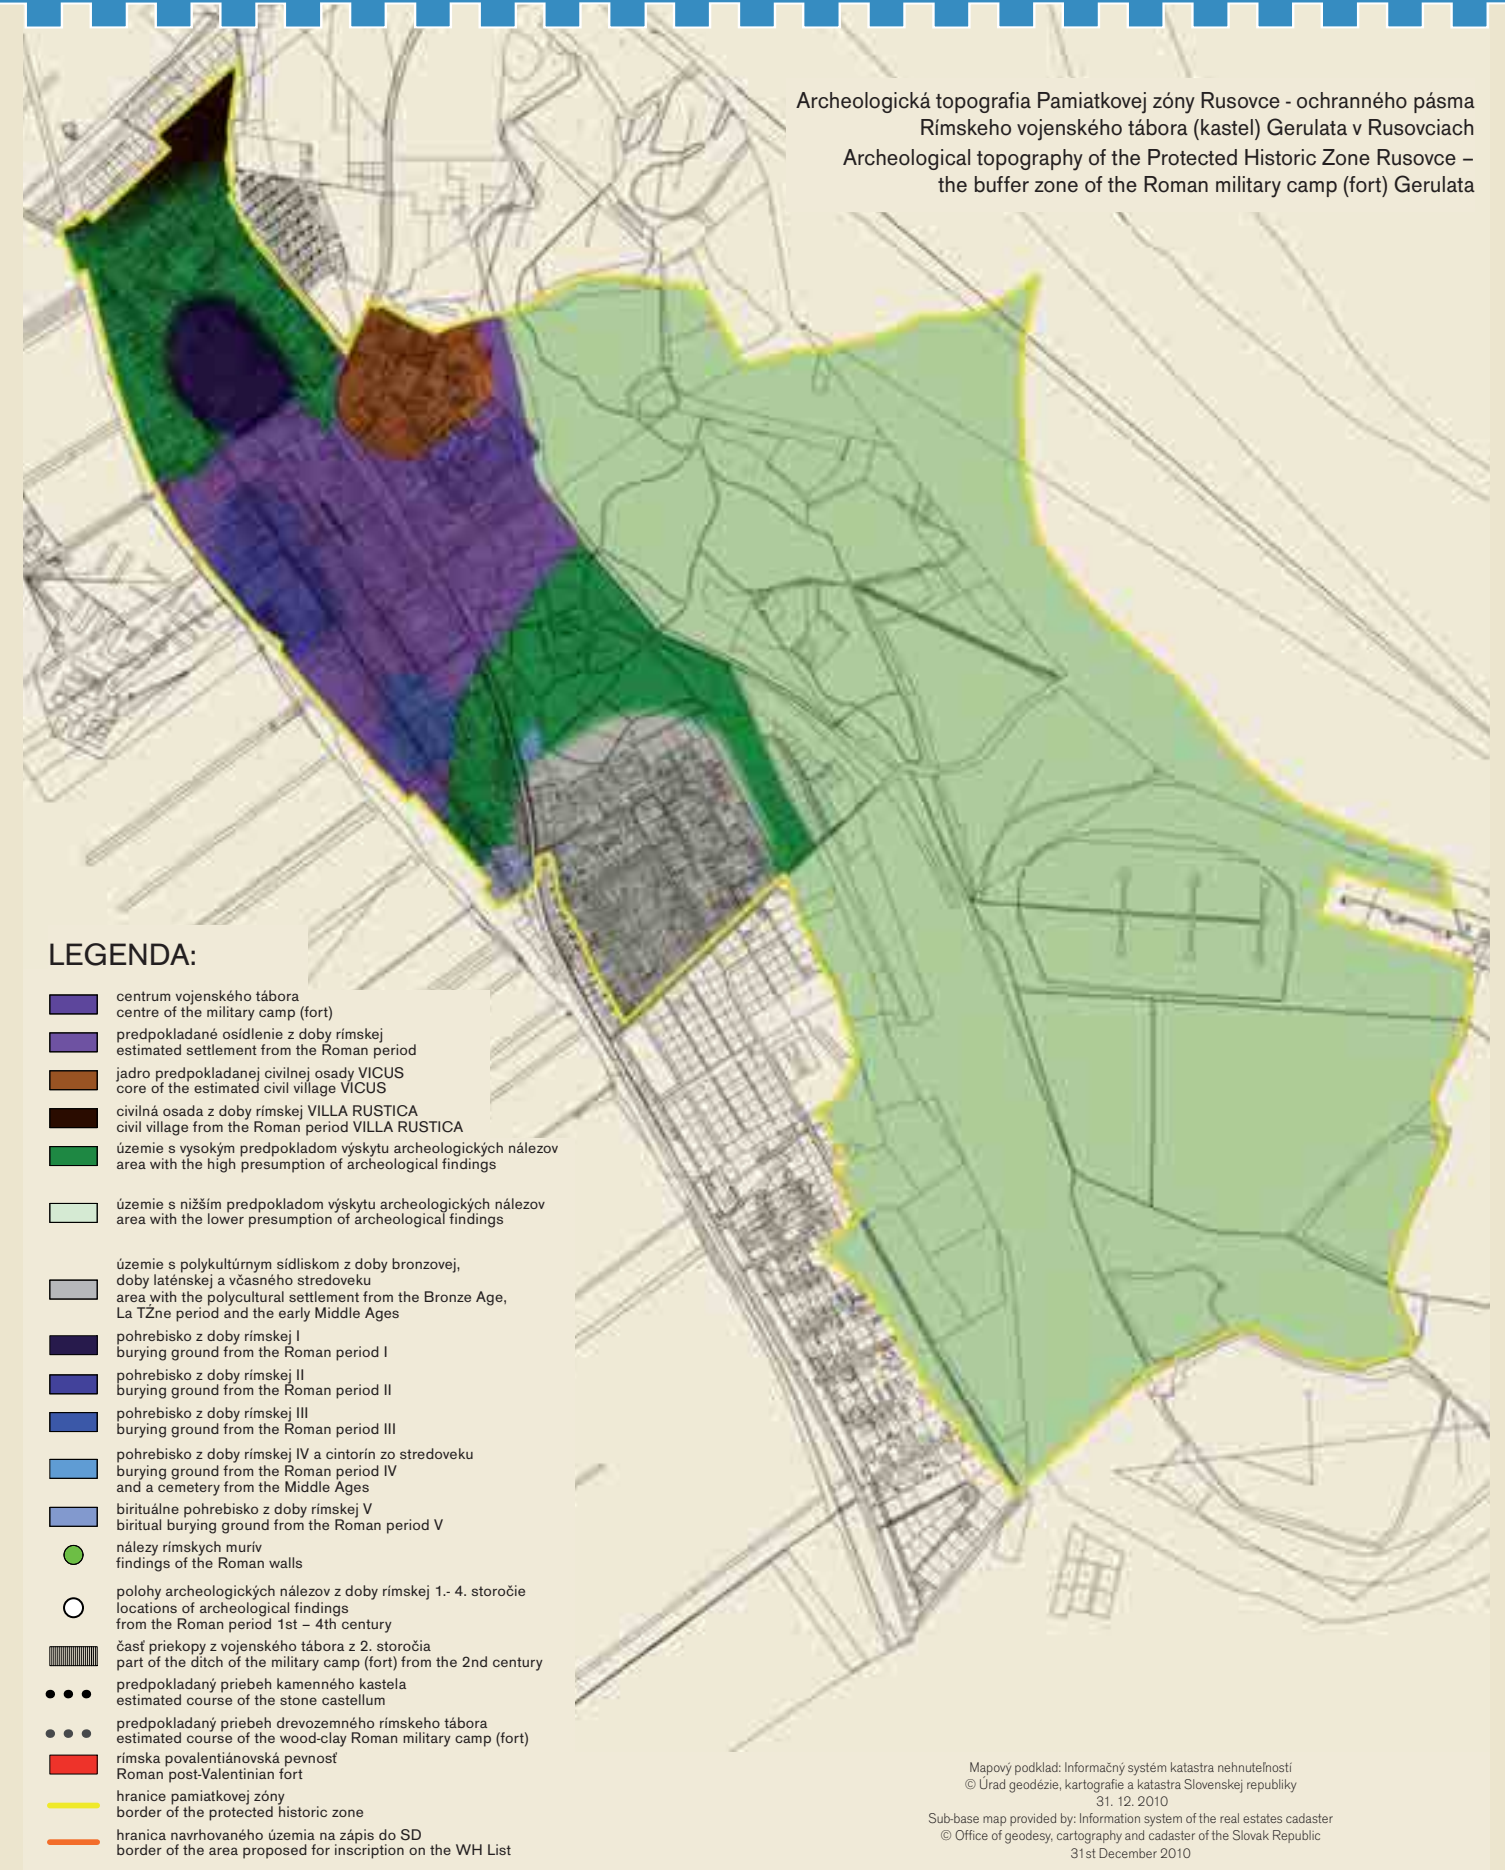 Archeologická topografia Pamiatkovej zóny Rusovce - ochranného pásma
Rímskeho vojenského tábora (kastel) Gerulata v Rusovciach
Archeological topography of the Protected Historic Zone Rusovce –
the buffer zone of the Roman military camp (fort) Gerulata
LEGENDA:
centrum vojenského tábora
centre of the military camp (fort)
predpokladané osídlenie z doby rímskej
estimated settlement from the Roman period
jadro predpokladanej civilnej osady VICUS
core of the estimated civil village VICUS
civilná osada z doby rímskej VILLA RUSTICA
civil village from the Roman period VILLA RUSTICA
územie s vysokým predpokladom výskytu archeologických nálezov
area with the high presumption of archeological findings
územie s nižším predpokladom výskytu archeologických nálezov
area with the lower presumption of archeological findings
územie s polykultúrnym sídliskom z doby bronzovej,
doby laténskej a včasného stredoveku
area with the polycultural settlement from the Bronze Age,
La TŹne period and the early Middle Ages
pohrebisko z doby rímskej I
burying ground from the Roman period I
pohrebisko z doby rímskej II
burying ground from the Roman period II
pohrebisko z doby rímskej III
burying ground from the Roman period III
pohrebisko z doby rímskej IV a cintorín zo stredoveku
burying ground from the Roman period IV
and a cemetery from the Middle Ages
birituálne pohrebisko z doby rímskej V
biritual burying ground from the Roman period V
nálezy rímskych murív
findings of the Roman walls
polohy archeologických nálezov z doby rímskej 1.- 4. storočie
locations of archeological findings
from the Roman period 1st – 4th century
časť priekopy z vojenského tábora z 2. storočia
part of the ditch of the military camp (fort) from the 2nd century
predpokladaný priebeh kamenného kastela
estimated course of the stone castellum
predpokladaný priebeh drevozemného rímskeho tábora
estimated course of the wood-clay Roman military camp (fort)
rímska povalentiánovská pevnosť
Roman post-Valentinian fort
hranice pamiatkovej zóny
border of the protected historic zone
hranica navrhovaného územia na zápis do SD
border of the area proposed for inscription on the WH List
Mapový podklad: Informačný systém katastra nehnuteľností
© Úrad geodézie, kartografie a katastra Slovenskej republiky
31. 12. 2010
Sub-base map provided by: Information system of the real estates cadaster
© Office of geodesy, cartography and cadaster of the Slovak Republic
31st December 2010